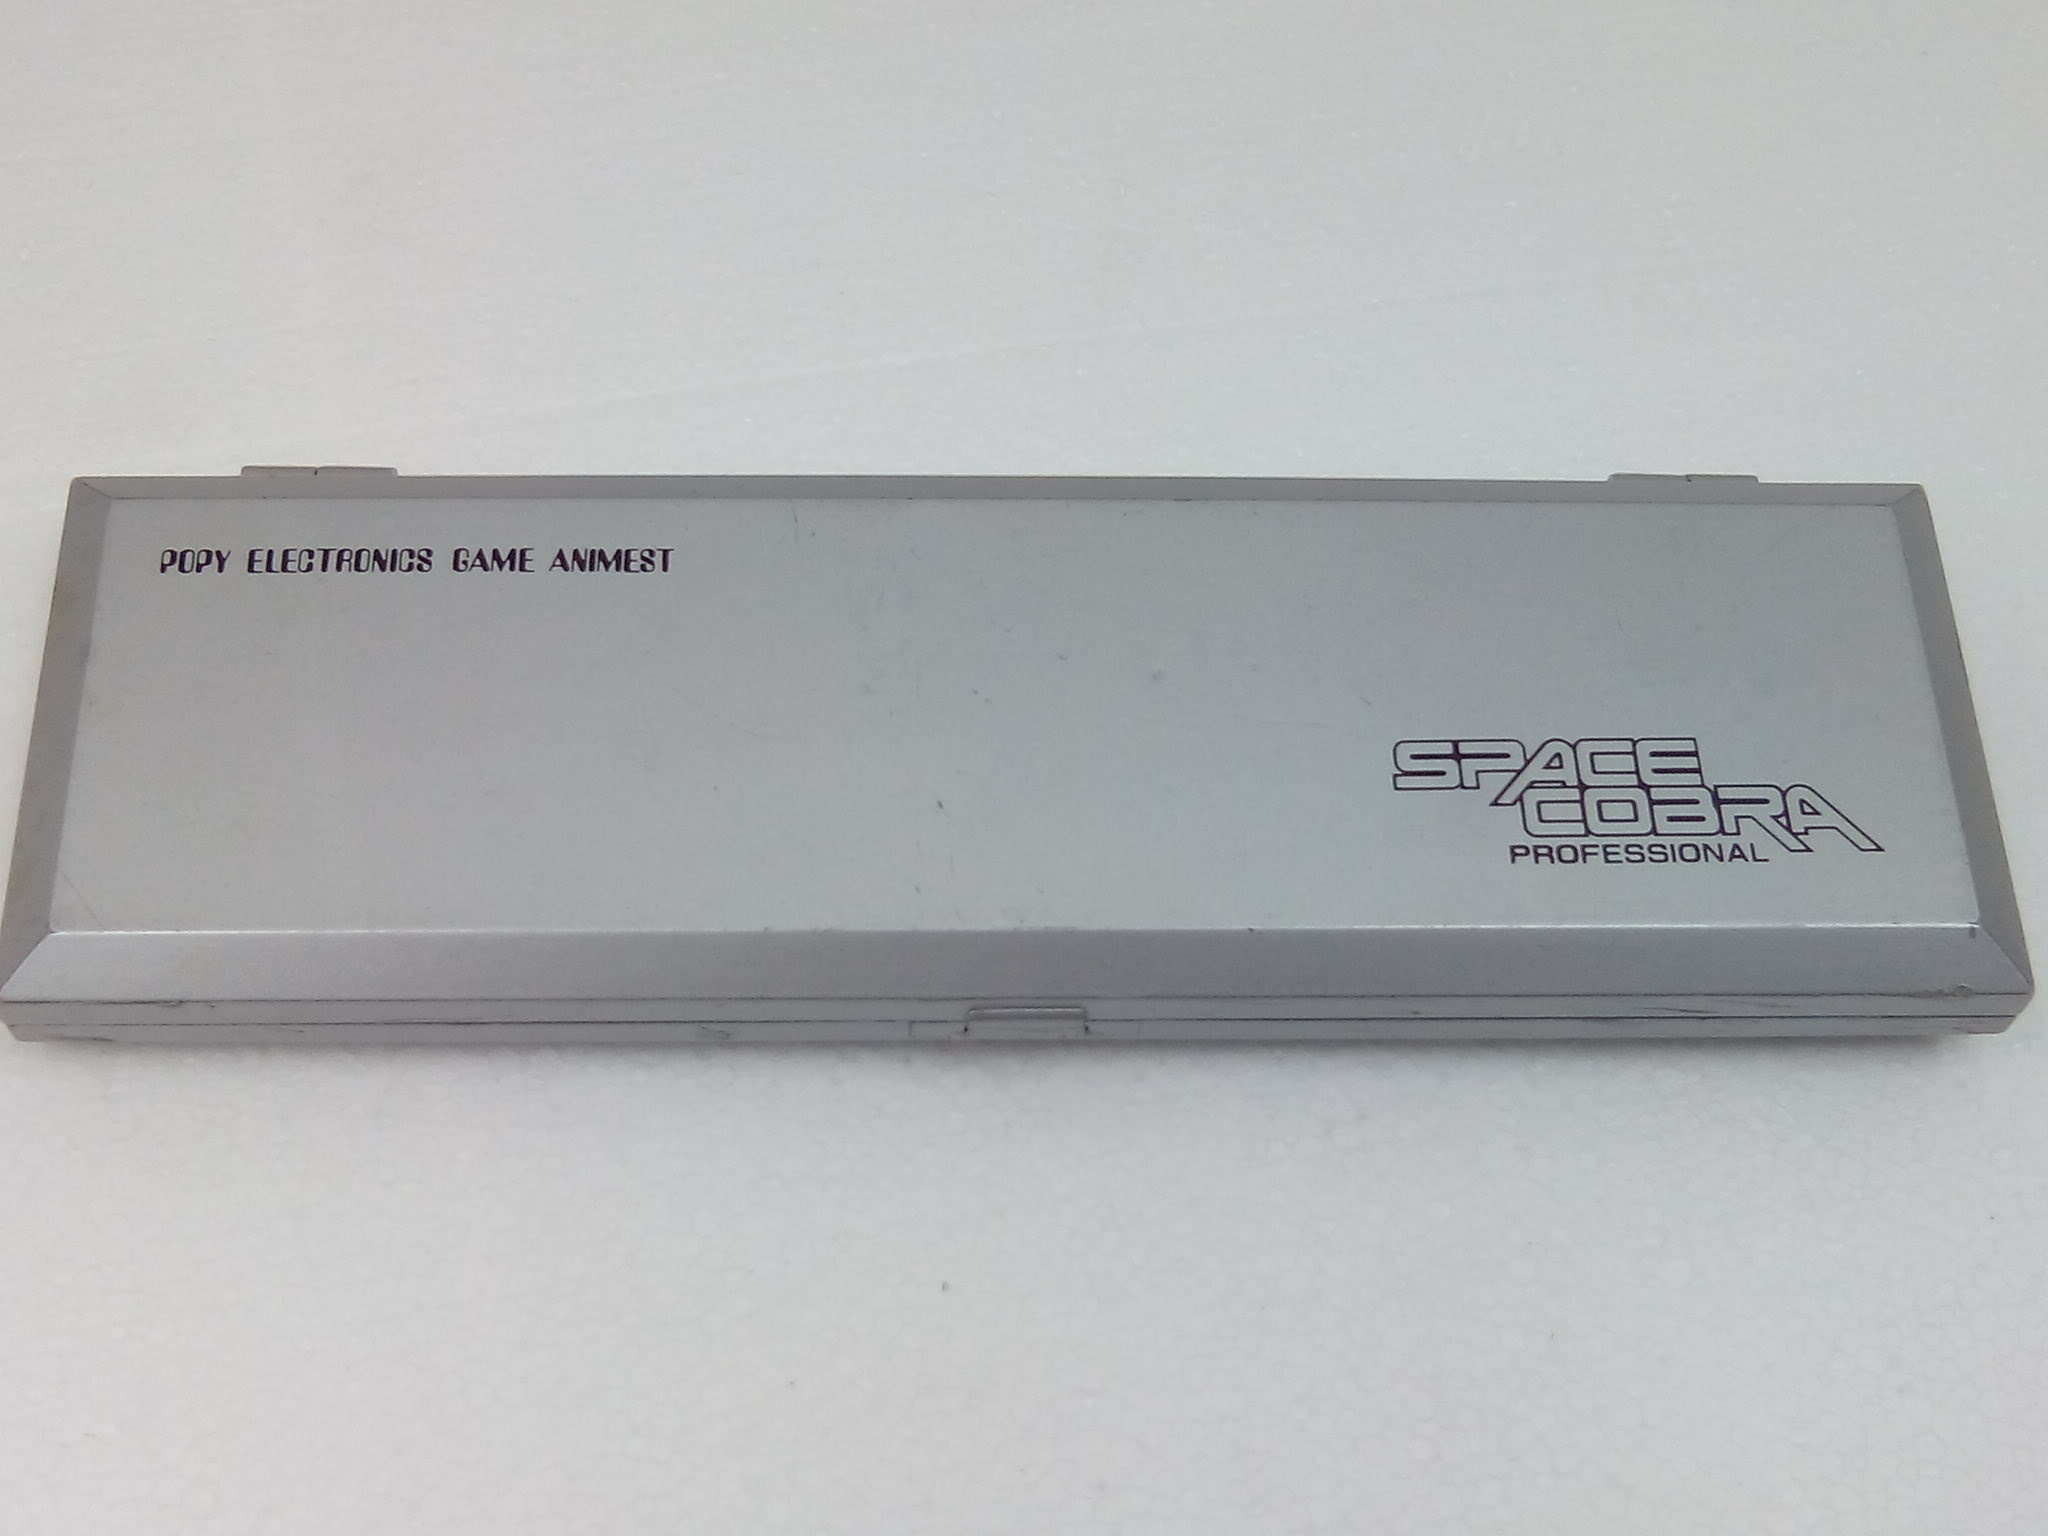 POPY ELECTRONICS GAME ANIMEST
SPACE
COBRA
PROFESSIONAL